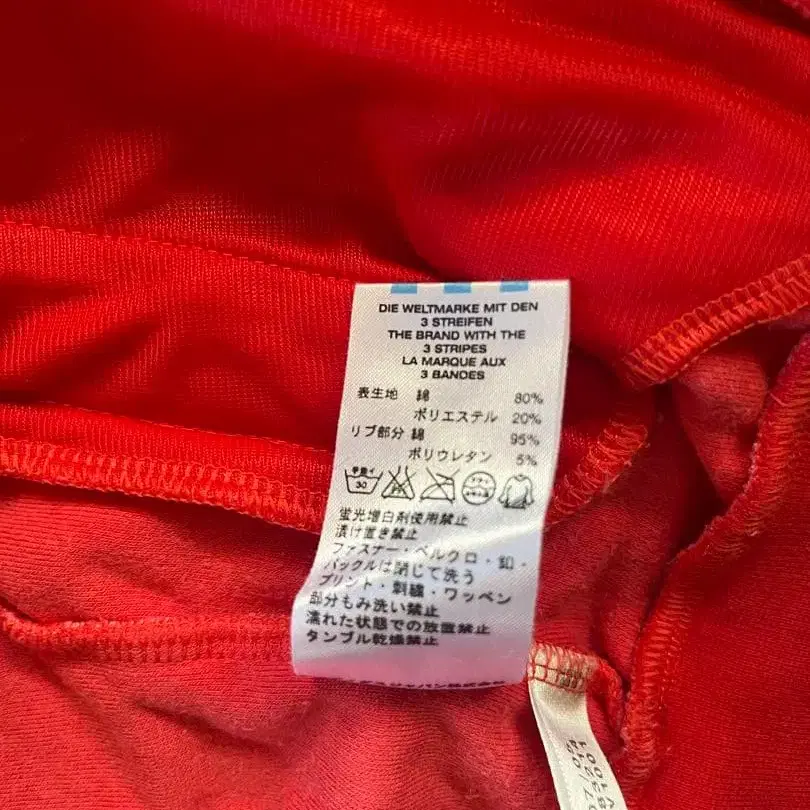 DIE WELTMARKE MIT DEN
3 STREIFEN
THE BRAND WITH THE
3 STRIPES
LA MARQUE AUX
3 BANDES
表生地 綿 80%
ポリエステル 20%
リブ部分 綿 95%
ポリウレタン 5%
30
蛍光増白剤使用禁止
漬け置き禁止
ファスナー・ベルクロ・釦・
バックルは閉じて洗う
プリント・刺繍・ワッペン
部分もみ洗い禁止
濡れた状態での放置禁止
タンブル乾燥禁止